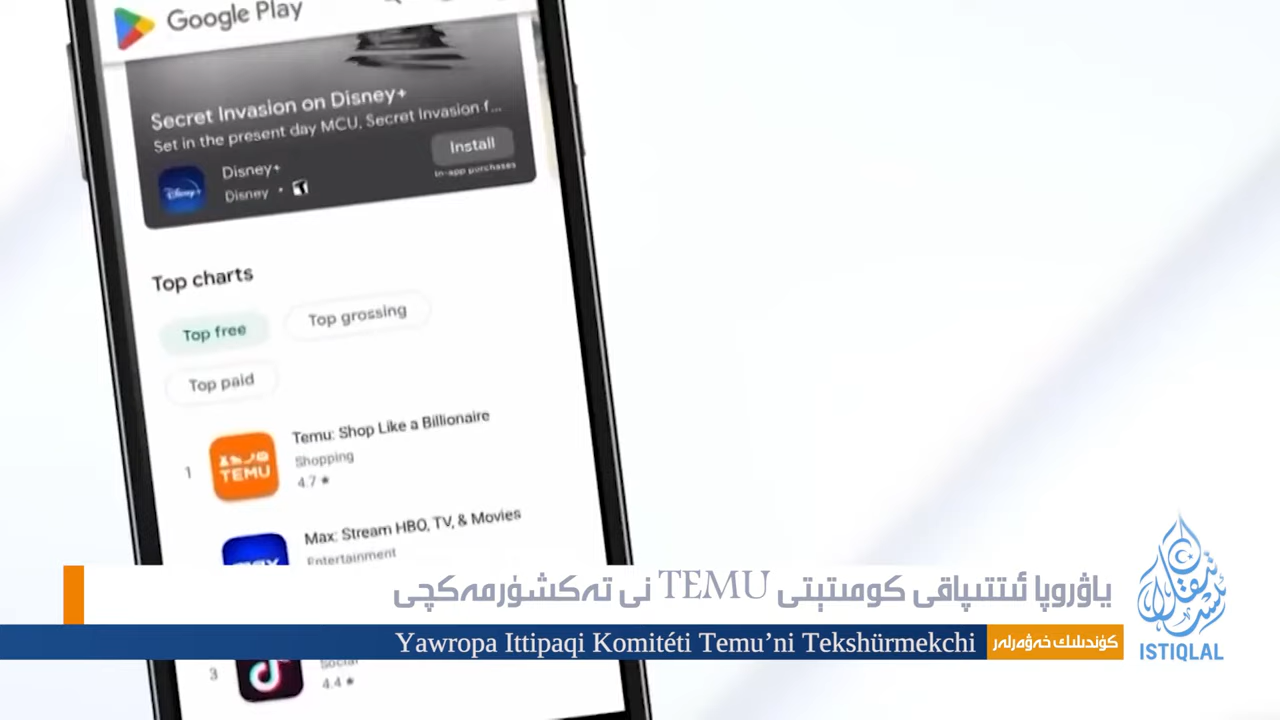 Google Play
Secret Invasion on Disney+
Set in the present day MCU, Secret Invasion f...
Install
In-app purchases
Disney+
Disney
Disney •
Top charts
Top free
Top grossing
Top paid
1
TEMU
Temu: Shop Like a Billionaire
Shopping
4.7 ★
Max: Stream HBO, TV, & Movies
Entertainment
ياۋروپا ئىتتىپاقى كومىتېتى TEMU نى تەكشۈرمەكچى
Yawropa Ittipaqi Komitéti Temu’ni Tekshürmekchi
كۈندىلىك خەۋەرلەر
ISTIQLAL
3
Social
4.4 ★